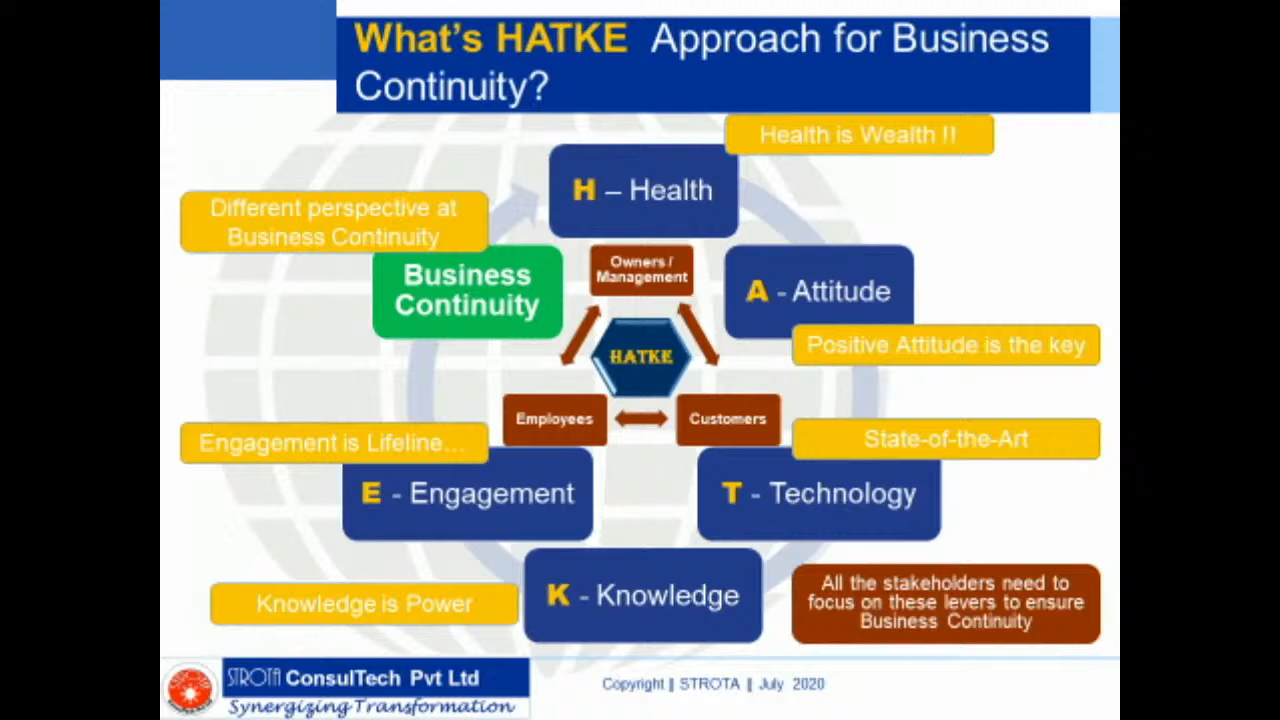 What's HATKE Approach for Business
Continuity?
Health is Wealth !!
H – Health
Different perspective at
Business Continuity
Business
Continuity
Owners /
Management
A - Attitude
Positive Attitude is the key
HATKE
Employees
Customers
Engagement is Lifeline...
State-of-the-Art
E - Engagement
T - Technology
Knowledge is Power
K - Knowledge
All the stakeholders need to
focus on these levers to ensure
Business Continuity
STROTA ConsulTech Pvt Ltd
Synergizing Transformation
Copyright || STROTA || July 2020